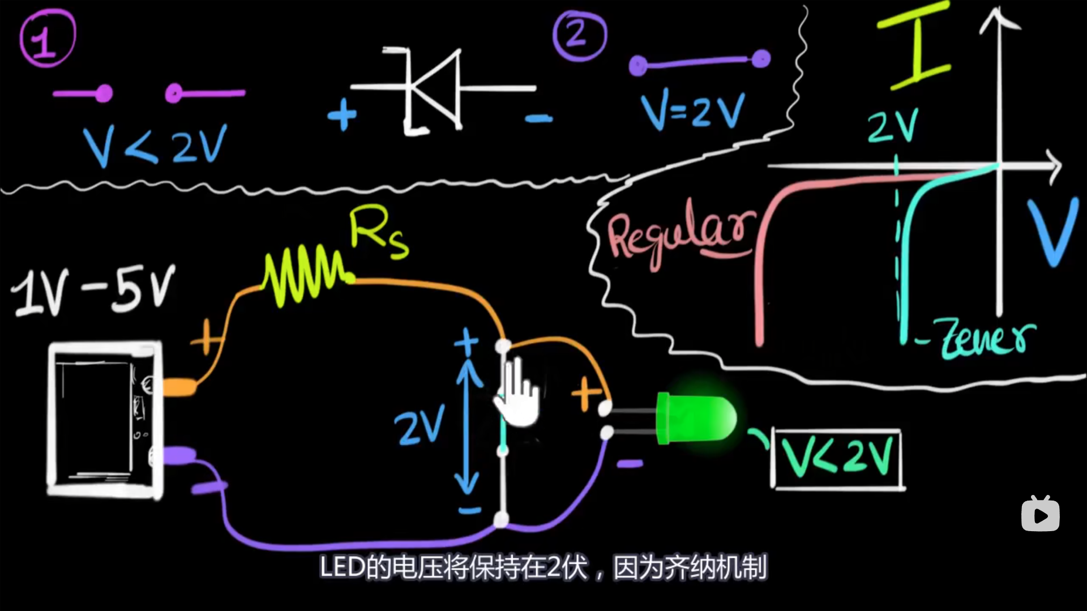 1
V < 2V
+
-
2
V=2V
I
2V
V
Regular
-Zener
Rs
1V-5V
+
-
+
2V
-
+
-
V<2V
LED的电压将保持在2伏，因为齐纳机制